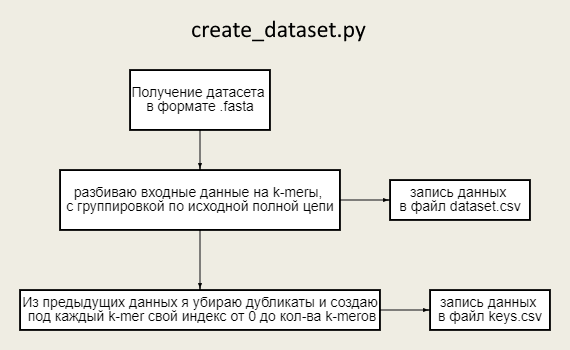 create_dataset.py
Получение датасета
в формате .fasta
разбиваю входные данные на k-merы,
с группировкой по исходной полной цепи
запись данных
в файл dataset.csv
Из предыдущих данных я убираю дубликаты и создаю
под каждый k-mer свой индекс от 0 до кол-ва k-merов
запись данных
в файл keys.csv